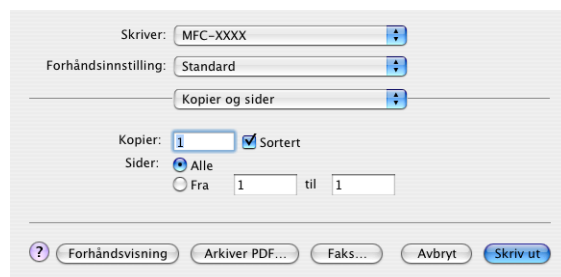 Skriver: MFC-XXXX
Forhåndsinnstilling: Standard
Kopier og sider
Kopier: 1 Sortert
Sider: Alle
Fra 1 til 1
? Forhåndsvisning Arkiver PDF... Faks... Avbryt Skriv ut